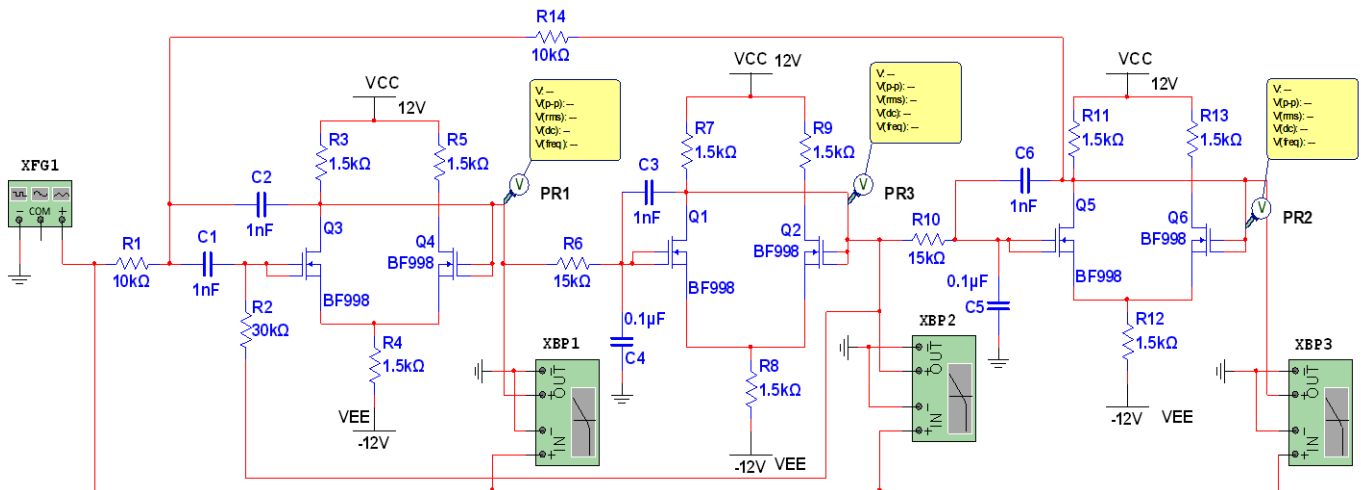 R14
10kΩ
VCC 12V
V: --
V(p-p): --
V(rms): --
V(dc): --
V(freq): --
VCC
12V
V: --
V(p-p): --
V(rms): --
V(dc): --
V(freq): --
VCC
12V
V: --
V(p-p): --
V(rms): --
V(dc): --
V(freq): --
R3
1.5kΩ
R5
1.5kΩ
R7
1.5kΩ
R9
1.5kΩ
R11
1.5kΩ
R13
1.5kΩ
XFG1
COM
C2
1nF
PR1
C3
1nF
PR3
C6
1nF
PR2
Q3
BF998
Q4
BF998
Q1
BF998
Q2
BF998
Q5
BF998
Q6
BF998
R1
10kΩ
C1
1nF
R2
30kΩ
R6
15kΩ
R10
15kΩ
0.1µF
C4
0.1µF
C5
R4
1.5kΩ
R8
1.5kΩ
R12
1.5kΩ
XBP1
OUT
IN
XBP2
OUT
IN
XBP3
OUT
IN
VEE
-12V
VEE
-12V
VEE
-12V